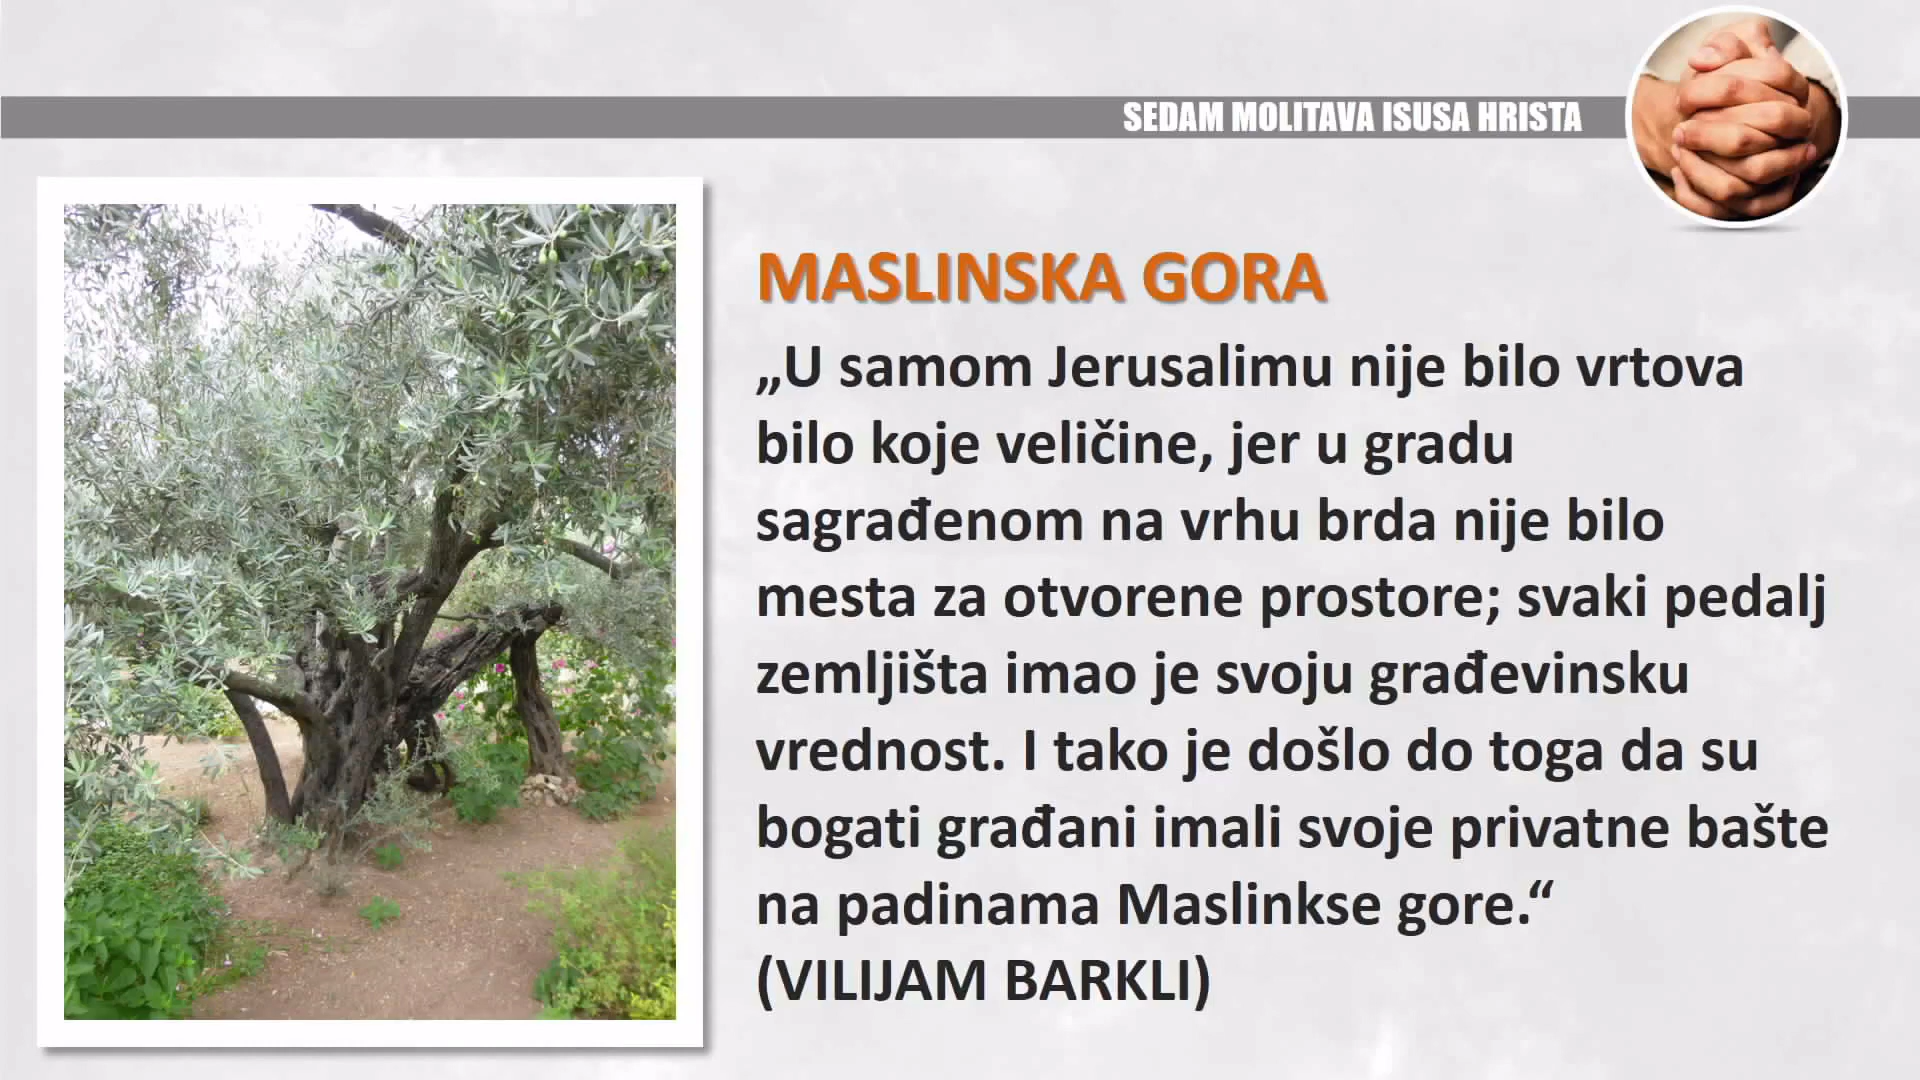 SEDAM MOLITAVA ISUSA HRISTA
MASLINSKA GORA
„U samom Jerusalimu nije bilo vrtova
bilo koje veličine, jer u gradu
sagrađenom na vrhu brda nije bilo
mesta za otvorene prostore; svaki pedalj
zemljišta imao je svoju građevinsku
vrednost. I tako je došlo do toga da su
bogati građani imali svoje privatne bašte
na padinama Maslinkse gore.“
(VILIJAM BARKLI)